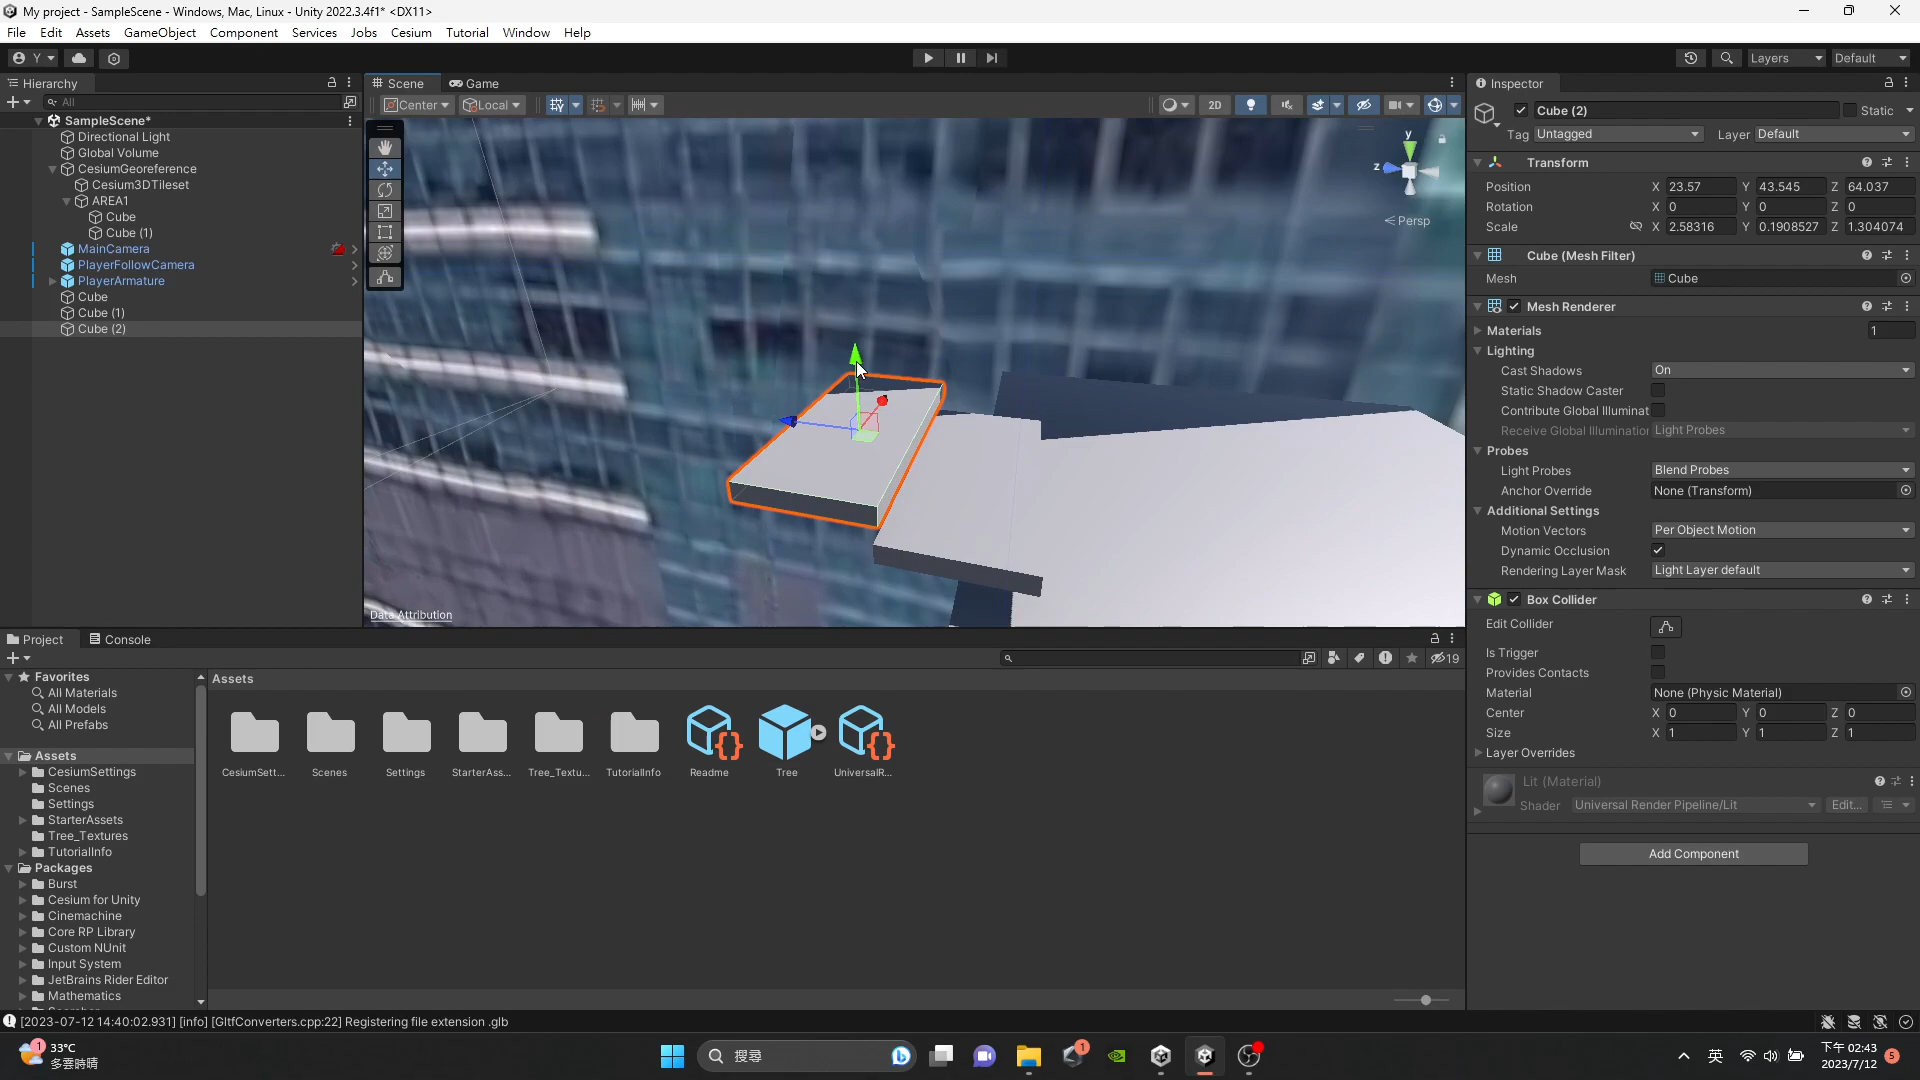 My project - SampleScene - Windows, Mac, Linux - Unity 2022.3.4f1* <DX11>
File Edit Assets GameObject Component Services Jobs Cesium Tutorial Window Help
Y
Layers Default
Hierarchy
All
SampleScene*
Directional Light
Global Volume
CesiumGeoreference
Cesium3DTileset
AREA1
Cube
Cube (1)
MainCamera
PlayerFollowCamera
PlayerArmature
Cube
Cube (1)
Cube (2)
Scene Game
Center Local 2D
y
z
Persp
Data Attribution
Inspector
Cube (2) Static
Tag Untagged Layer Default
Transform
Position X 23.57 Y 43.545 Z 64.037
Rotation X 0 Y 0 Z 0
Scale X 2.58316 Y 0.1908527 Z 1.304074
Cube (Mesh Filter)
Mesh Cube
Mesh Renderer
Materials 1
Lighting
Cast Shadows On
Static Shadow Caster
Contribute Global Illuminat
Receive Global Illumination Light Probes
Probes
Light Probes Blend Probes
Anchor Override None (Transform)
Additional Settings
Motion Vectors Per Object Motion
Dynamic Occlusion
Rendering Layer Mask Light Layer default
Box Collider
Edit Collider
Is Trigger
Provides Contacts
Material None (Physic Material)
Center X 0 Y 0 Z 0
Size X 1 Y 1 Z 1
Layer Overrides
Lit (Material)
Shader Universal Render Pipeline/Lit Edit...
Add Component
Project Console
19
Favorites
All Materials
All Models
All Prefabs
Assets
CesiumSettings
Scenes
Settings
StarterAssets
Tree_Textures
TutorialInfo
Packages
Burst
Cesium for Unity
Cinemachine
Core RP Library
Custom NUnit
Input System
JetBrains Rider Editor
Mathematics
Assets
CesiumSett... Scenes Settings StarterAss... Tree_Textu... TutorialInfo Readme Tree UniversalR...
[2023-07-12 14:40:02.931] [info] [GltfConverters.cpp:22] Registering file extension .glb
1
33°C
多雲時晴
搜尋
1
英
下午 02:43
2023/7/12
5